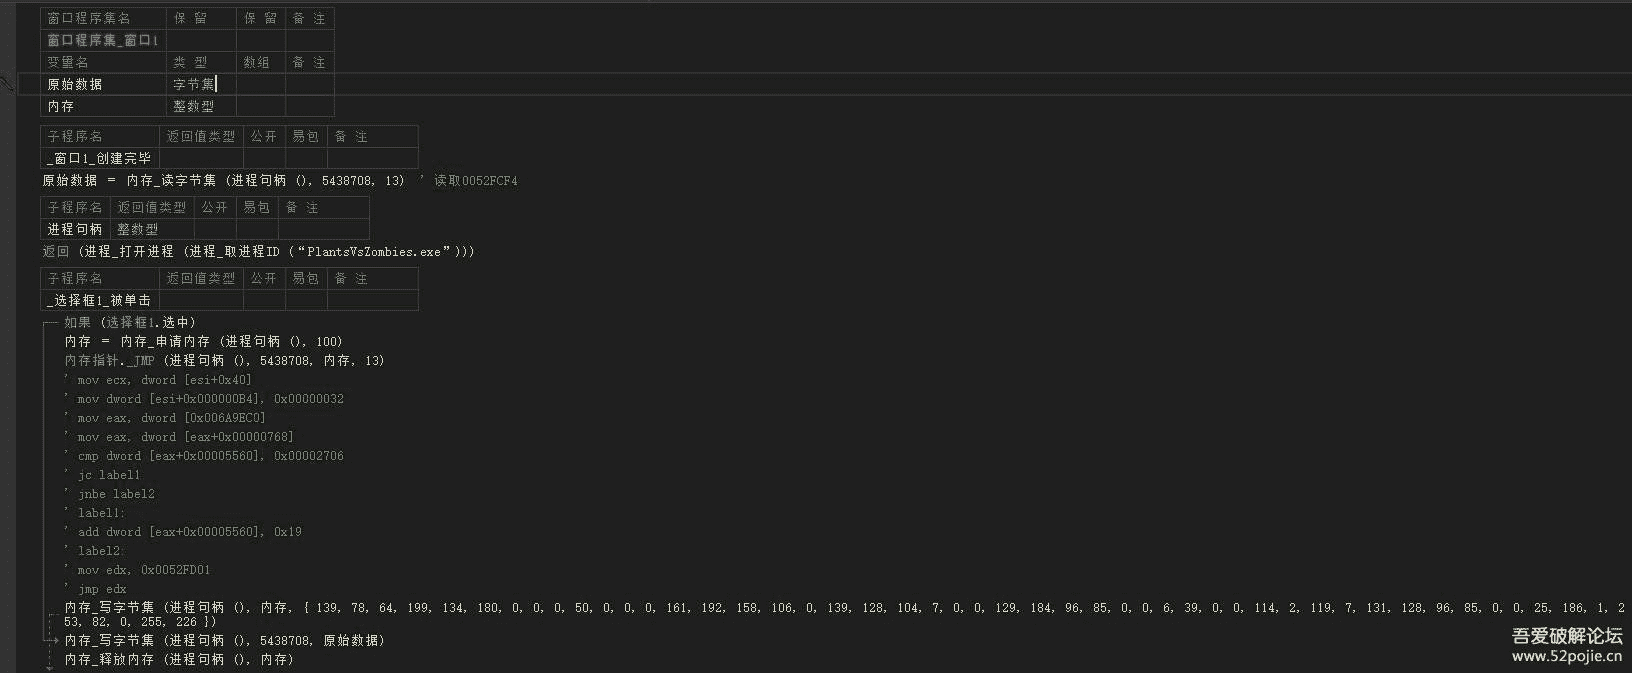 窗口程序集名 保 留 保 留 备 注
窗口程序集_窗口1
变量名 类 型 数组 备 注
原始数据 字节集
内存 整数型
子程序名 返回值类型 公开 易包 备 注
_窗口1_创建完毕
原始数据 = 内存_读字节集 (进程句柄 (), 5438708, 13) ' 读取0052FCF4
子程序名 返回值类型 公开 易包 备 注
进程句柄 整数型
返回 (进程_打开进程 (进程_取进程ID (“PlantsVsZombies.exe”)))
子程序名 返回值类型 公开 易包 备 注
_选择框1_被单击
如果 (选择框1.选中)
内存 = 内存_申请内存 (进程句柄 (), 100)
内存指针._JMP (进程句柄 (), 5438708, 内存, 13)
' mov ecx, dword [esi+0x40]
' mov dword [esi+0x000000B4], 0x00000032
' mov eax, dword [0x006A9EC0]
' mov eax, dword [eax+0x00000768]
' cmp dword [eax+0x00005560], 0x00002706
' jc label1
' jnbe label2
' label1:
' add dword [eax+0x00005560], 0x19
' label2:
' mov edx, 0x0052FD01
' jmp edx
内存_写字节集 (进程句柄 (), 内存, { 139, 78, 64, 199, 134, 180, 0, 0, 0, 50, 0, 0, 0, 161, 192, 158, 106, 0, 139, 128, 104, 7, 0, 0, 129, 184, 96, 85, 0, 0, 6, 39, 0, 0, 114, 2, 119, 7, 131, 128, 96, 85, 0, 0, 25, 186, 1, 2
53, 82, 0, 255, 226 })
内存_写字节集 (进程句柄 (), 5438708, 原始数据)
内存_释放内存 (进程句柄 (), 内存)
吾爱破解论坛
www.52pojie.cn